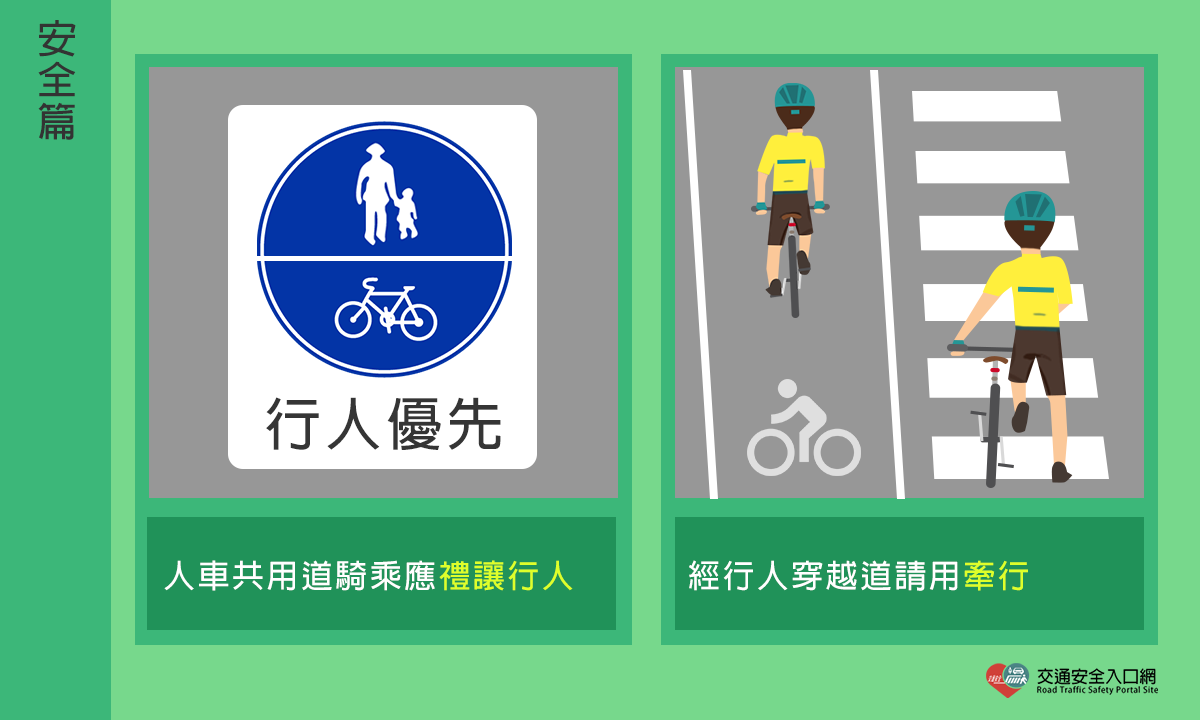 安全篇
行人優先
人車共用道騎乘應禮讓行人
經行人穿越道請用牽行
交通安全入口網
Road Traffic Safety Portal Site